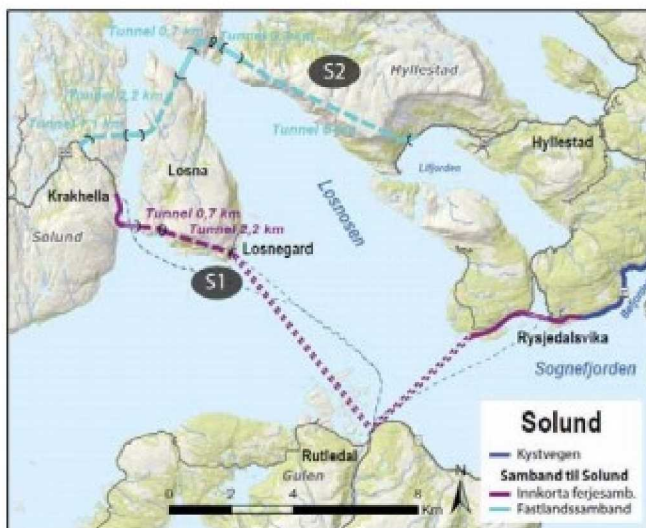 Tunnel 0,7 km
S2
Hyllestad
Tunnel 2,2 km
Tunnel
Hyllestad
Lifjorden
Losna
Losnosen
Krakhella
Tunnel 0,7 km
Solund
Tunnel 2,2 km
Losnegard
S1
Rysjedalsvika
Sognefjorden
Rutledal
Gulen
N
0 2 4 8
Km
Solund
Kystvegen
Samband til Solund
Innkorta ferjesamb.
Fastlandssamband